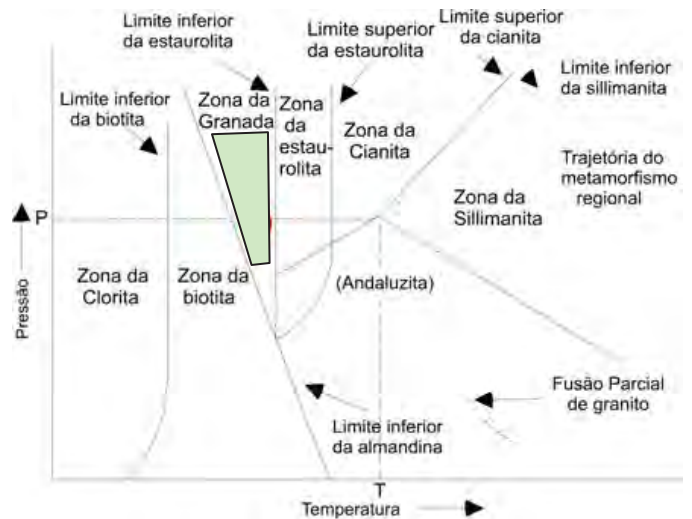 Limite inferior
da estaurolita
Limite superior
da estaurolita
Limite superior
da cianita
Limite inferior
da sillimanita
Limite inferior
da biotita
Zona da
Granada
Zona
da
estau-
rolita
Zona da
Cianita
Trajetória do
metamorfismo
regional
Zona da
Sillimanita
P
Pressão
Zona da
Clorita
Zona da
biotita
(Andaluzita)
Fusão Parcial
de granito
Limite inferior
da almandina
T
Temperatura